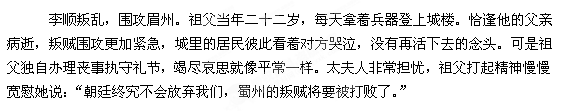 李顺叛乱，围攻眉州。祖父当年二十二岁，每天拿着兵器登上城楼。恰逢他的父亲
病逝，叛贼围攻更加紧急，城里的居民彼此看着对方哭泣，没有再活下去的念头。可是祖
父独自办理丧事执守礼节，竭尽哀思就像平常一样。太夫人非常担忧，祖父打起精神慢慢
宽慰她说：“朝廷终究不会放弃我们，蜀州的叛贼将要被打败了。”